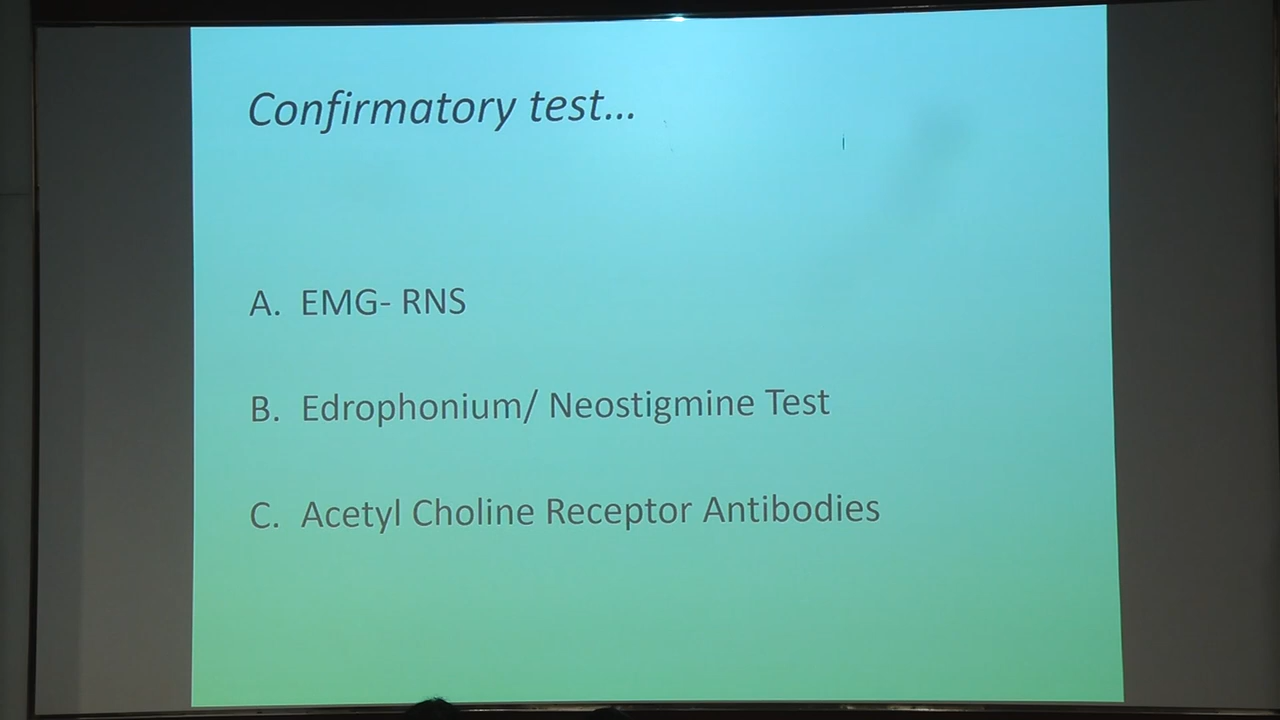 Confirmatory test...
A. EMG- RNS
B. Edrophonium/ Neostigmine Test
C. Acetyl Choline Receptor Antibodies